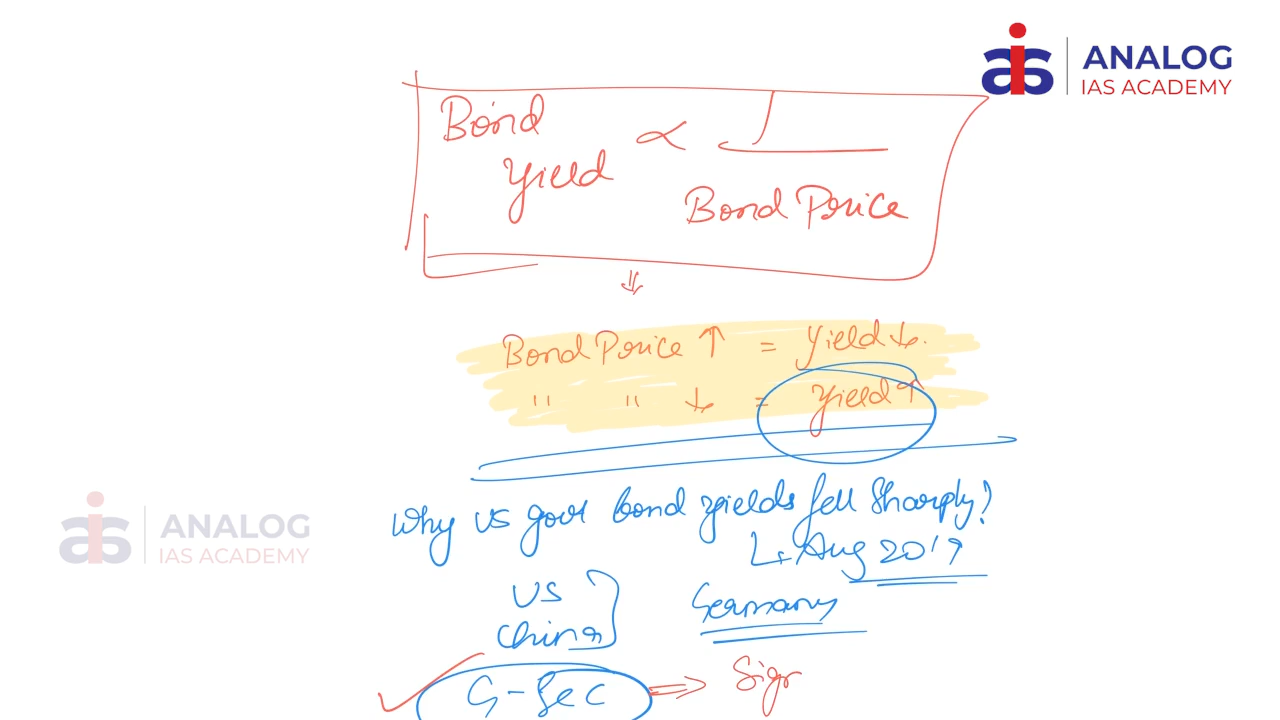 ANALOG
IAS ACADEMY
Bond
Yield ∝ 1
Bond Price
⇓
Bond Price ↑ = Yield ↓.
" " ↓ = Yield ↑
Why US govt bond yields fell sharply?
↳ Aug 2019
US
China
Germany
G-Sec ⇒ Sign
ANALOG
IAS ACADEMY